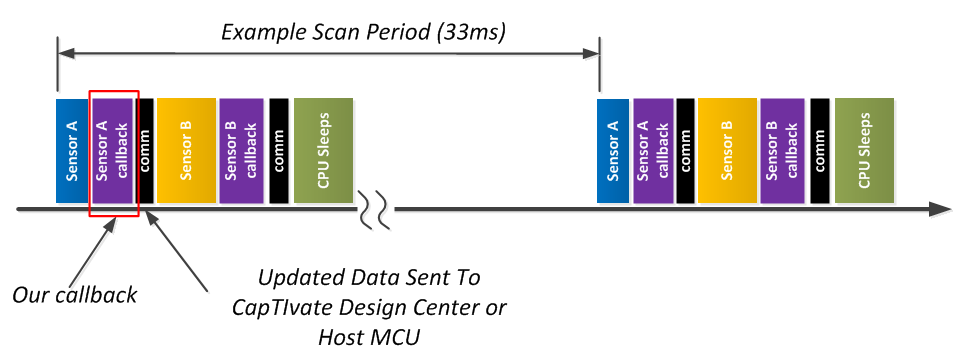 Example Scan Period (33ms)
Sensor A
Sensor A
callback
comm
Sensor B
Sensor B
callback
comm
CPU Sleeps
Sensor A
Sensor A
callback
comm
Sensor B
Sensor B
callback
comm
CPU Sleeps
Our callback
Updated Data Sent To
CapTIvate Design Center or
Host MCU